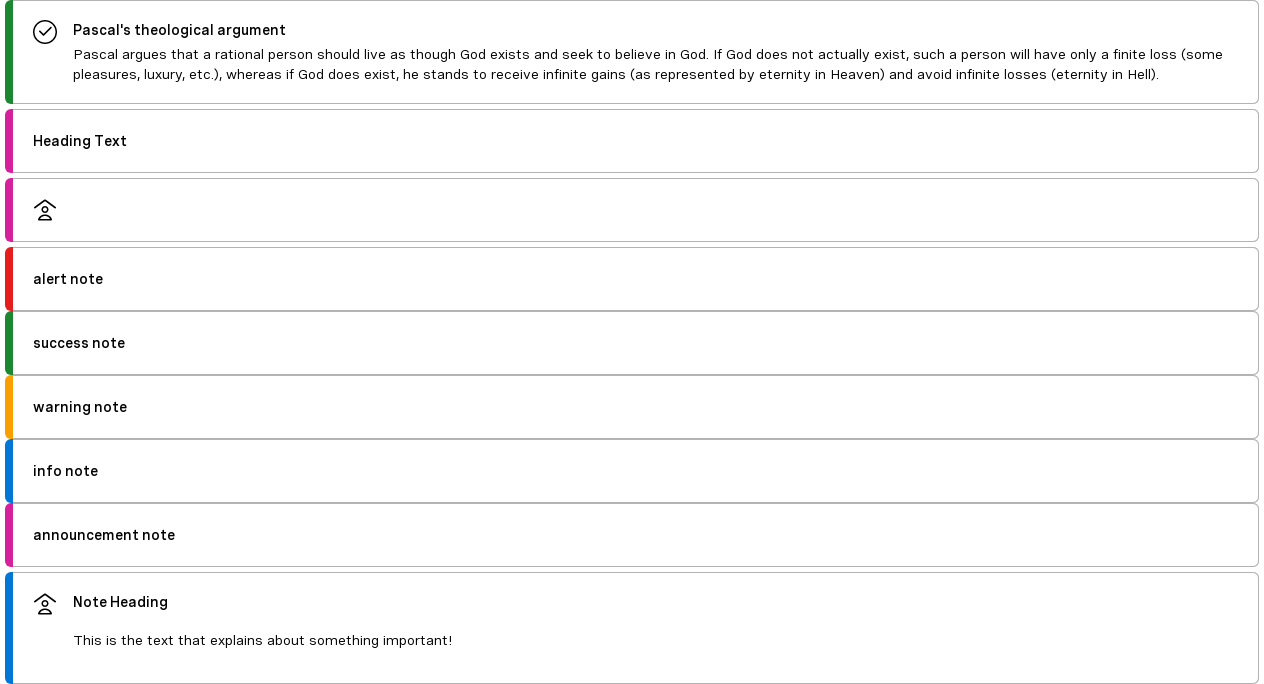 Pascal's theological argument
Pascal argues that a rational person should live as though God exists and seek to believe in God. If God does not actually exist, such a person will have only a finite loss (some
pleasures, luxury, etc.), whereas if God does exist, he stands to receive infinite gains (as represented by eternity in Heaven) and avoid infinite losses (eternity in Hell).
Heading Text
alert note
success note
warning note
info note
announcement note
Note Heading
This is the text that explains about something important!